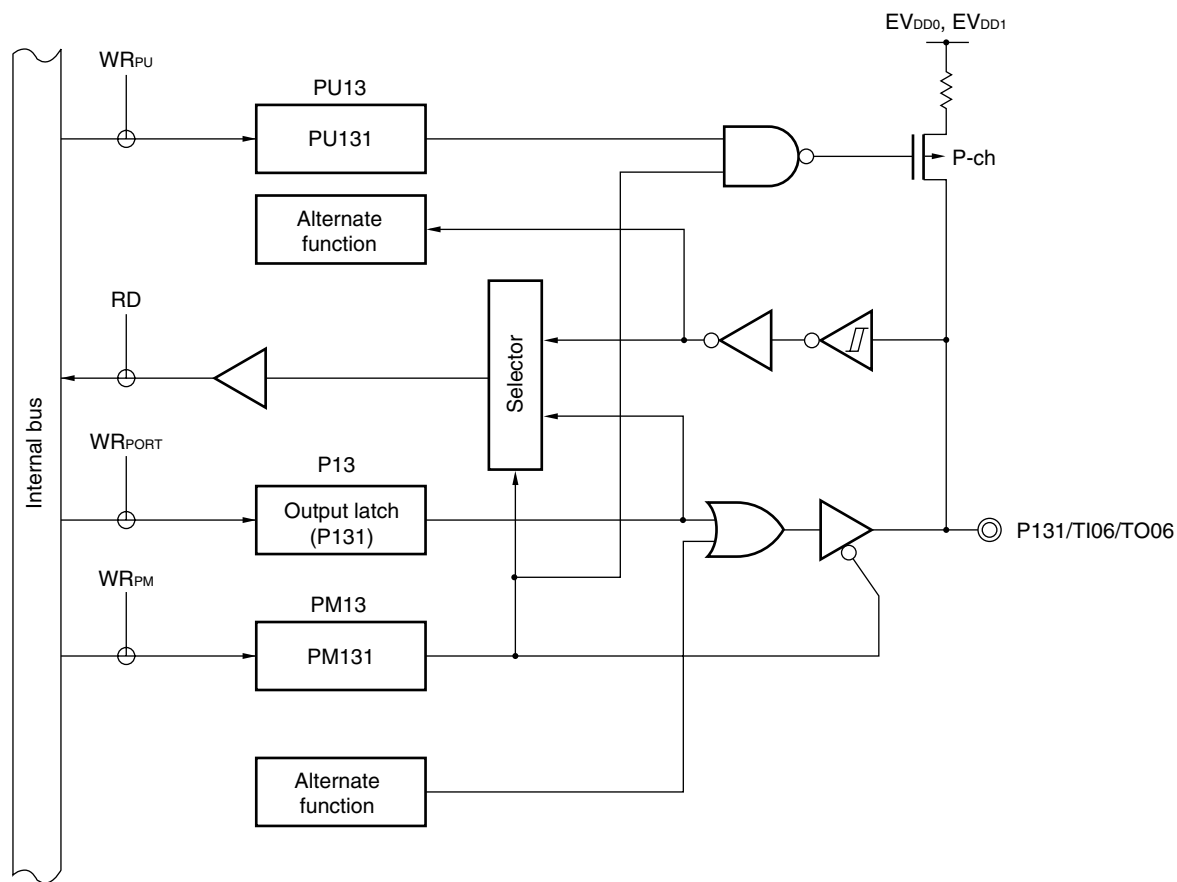 EVDD0, EVDD1
WRPU
PU13
PU131
P-ch
Alternate
function
RD
Selector
Internal bus
WRPORT
P13
Output latch
(P131)
P131/TI06/TO06
WRPM
PM13
PM131
Alternate
function